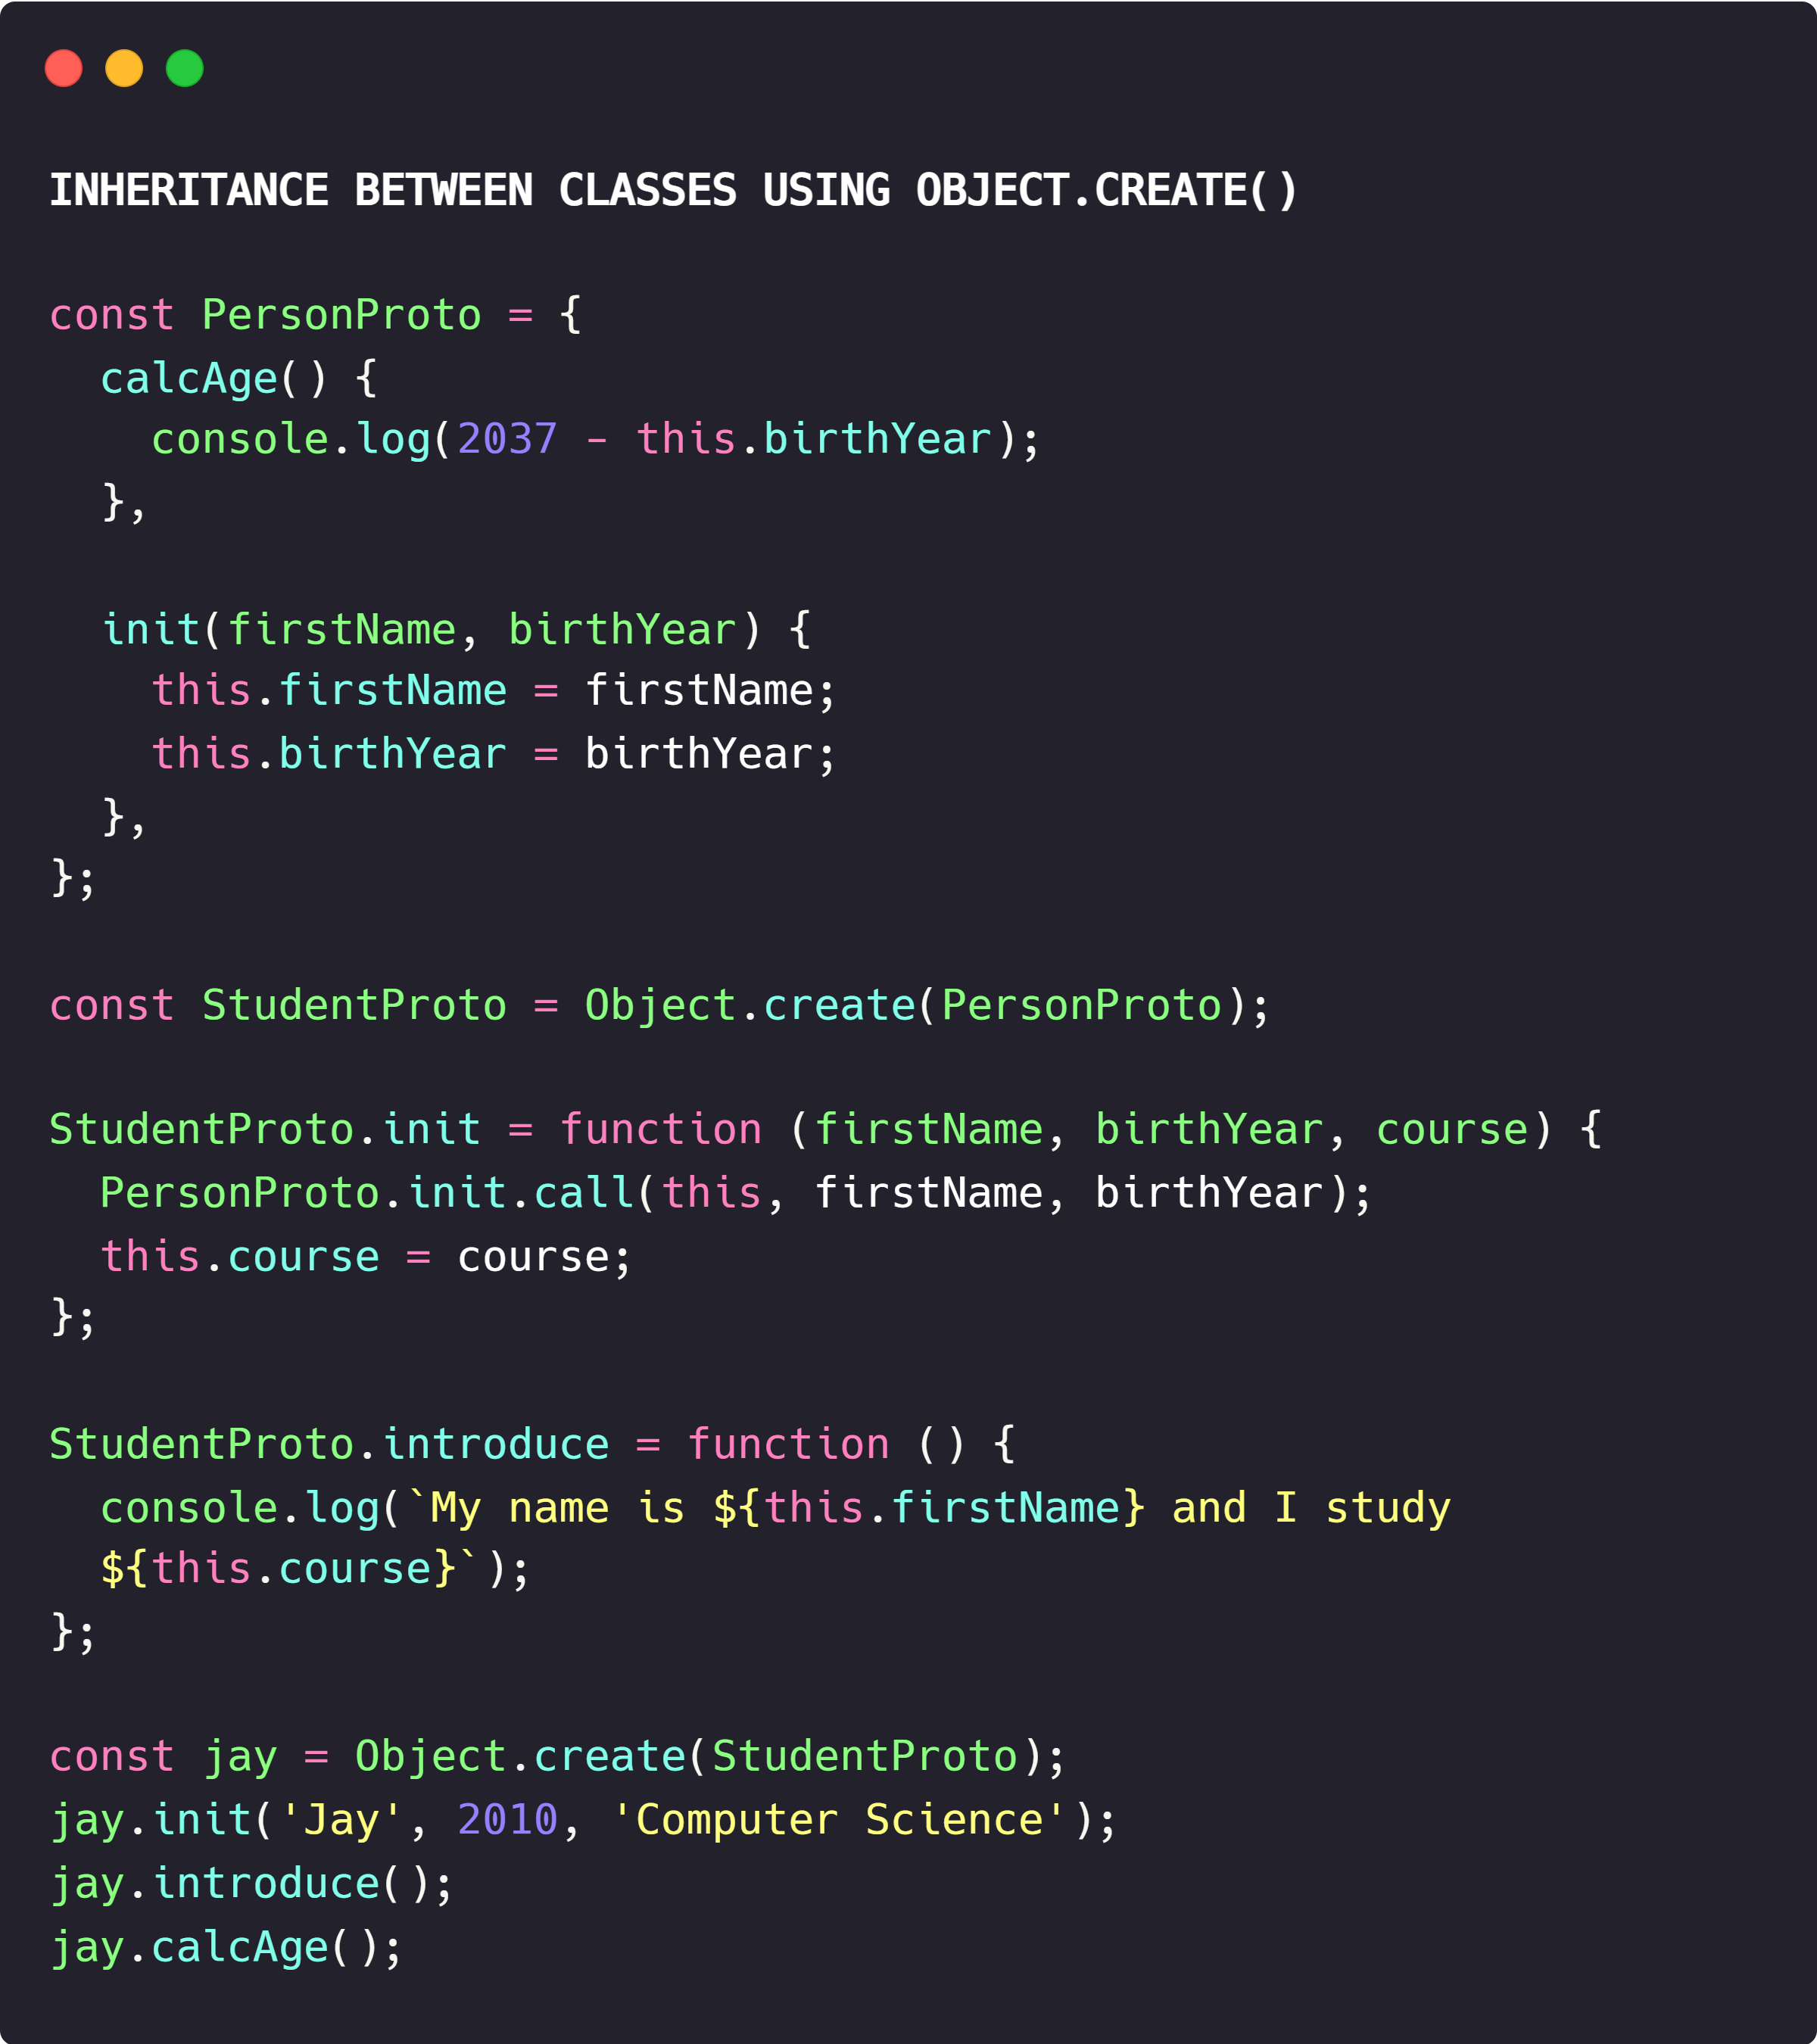 INHERITANCE BETWEEN CLASSES USING OBJECT.CREATE()
const PersonProto = {
  calcAge() {
    console.log(2037 - this.birthYear);
  },
  init(firstName, birthYear) {
    this.firstName = firstName;
    this.birthYear = birthYear;
  },
};
const StudentProto = Object.create(PersonProto);
StudentProto.init = function (firstName, birthYear, course) {
  PersonProto.init.call(this, firstName, birthYear);
  this.course = course;
};
StudentProto.introduce = function () {
  console.log(`My name is ${this.firstName} and I study
  ${this.course}`);
};
const jay = Object.create(StudentProto);
jay.init('Jay', 2010, 'Computer Science');
jay.introduce();
jay.calcAge();